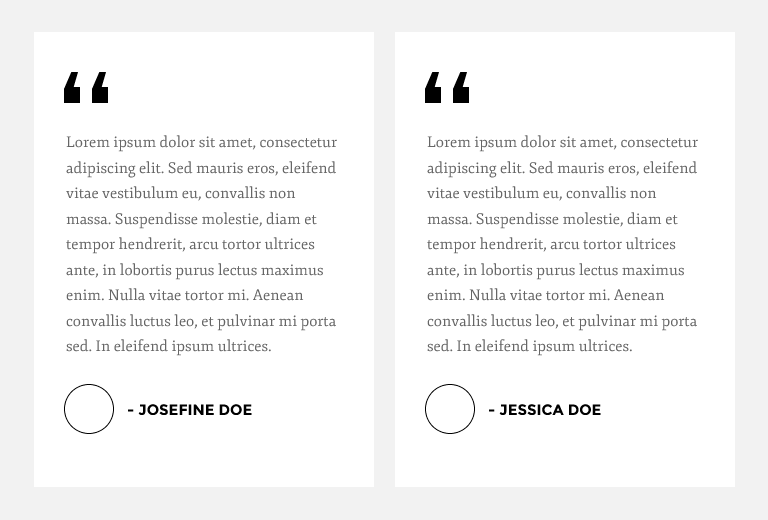 ❝
Lorem ipsum dolor sit amet, consectetur
adipiscing elit. Sed mauris eros, eleifend
vitae vestibulum eu, convallis non
massa. Suspendisse molestie, diam et
tempor hendrerit, arcu tortor ultrices
ante, in lobortis purus lectus maximus
enim. Nulla vitae tortor mi. Aenean
convallis luctus leo, et pulvinar mi porta
sed. In eleifend ipsum ultrices.
- JOSEFINE DOE
❝
Lorem ipsum dolor sit amet, consectetur
adipiscing elit. Sed mauris eros, eleifend
vitae vestibulum eu, convallis non
massa. Suspendisse molestie, diam et
tempor hendrerit, arcu tortor ultrices
ante, in lobortis purus lectus maximus
enim. Nulla vitae tortor mi. Aenean
convallis luctus leo, et pulvinar mi porta
sed. In eleifend ipsum ultrices.
- JESSICA DOE